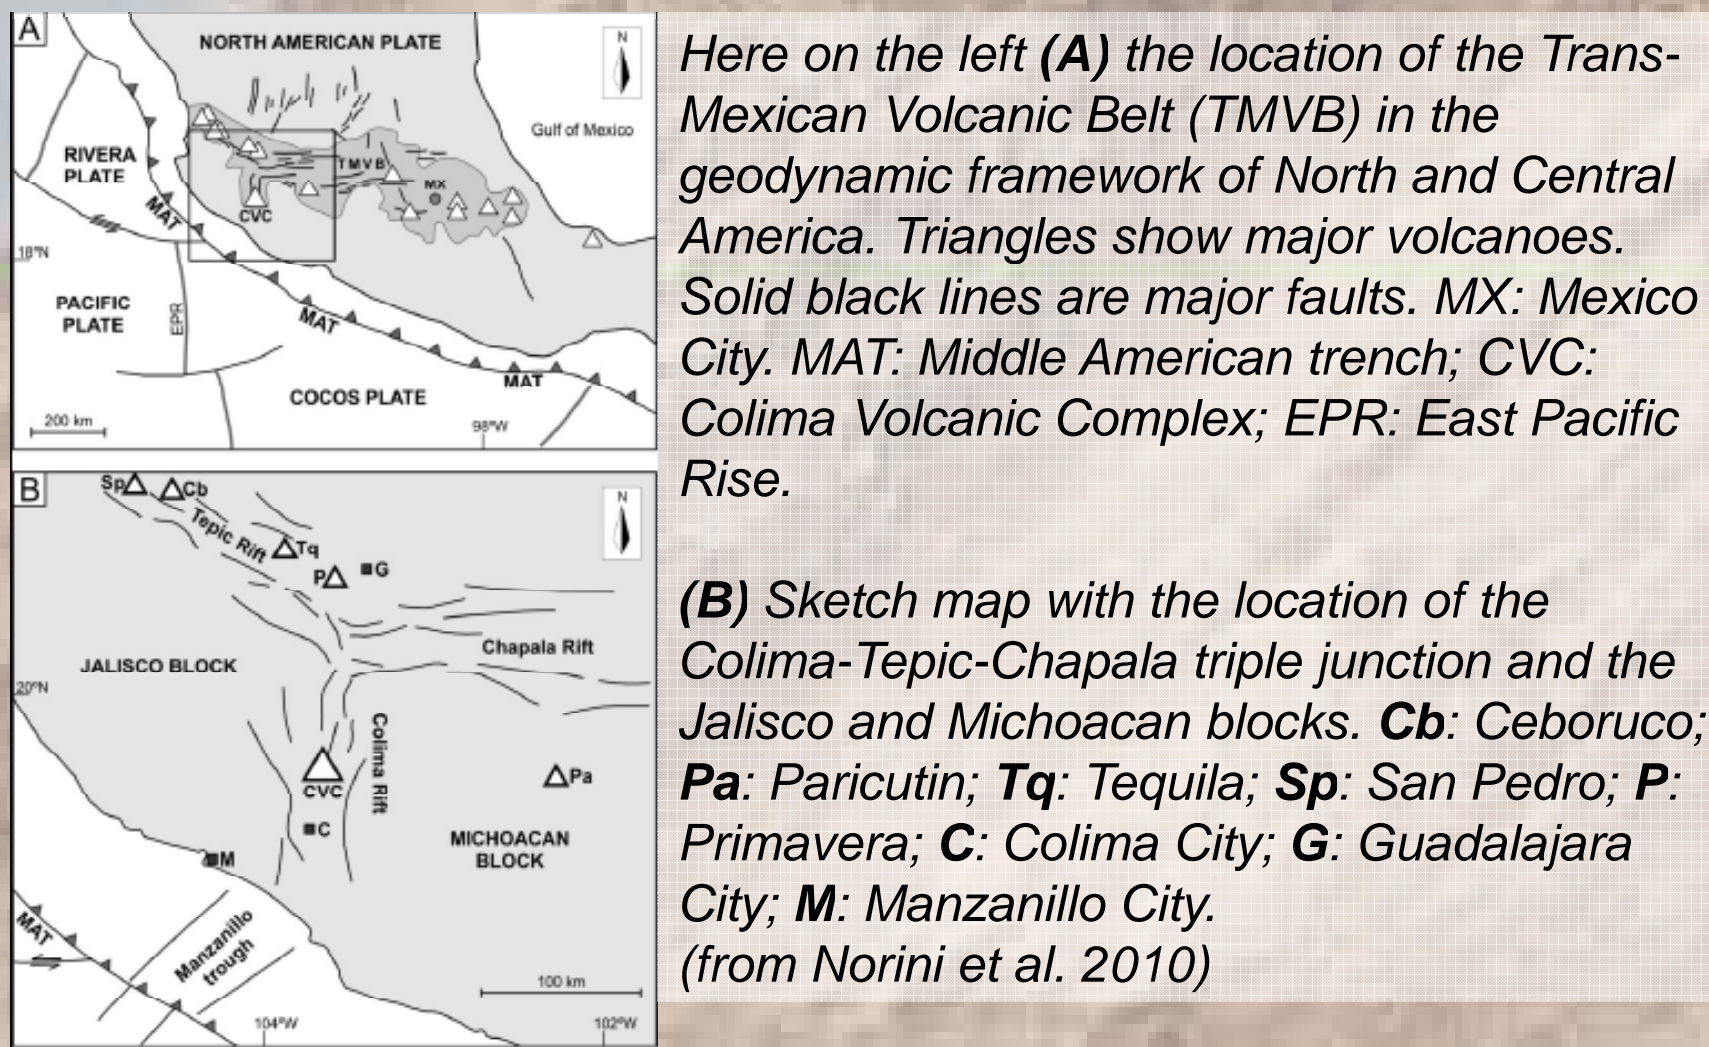 A
NORTH AMERICAN PLATE
N
Gulf of Mexico
RIVERA
PLATE
TMVB
MX
CVC
MAT
18ºN
PACIFIC
PLATE
EPR
MAT
MAT
COCOS PLATE
200 km
98ºW
B
Sp
Cb
N
Tepic Rift
Tq
P
G
Chapala Rift
JALISCO BLOCK
20ºN
Colima Rift
CVC
Pa
C
MICHOACAN
BLOCK
M
MAT
Manzanillo
trough
100 km
104ºW
102ºW
Here on the left (A) the location of the Trans-
Mexican Volcanic Belt (TMVB) in the
geodynamic framework of North and Central
America. Triangles show major volcanoes.
Solid black lines are major faults. MX: Mexico
City. MAT: Middle American trench; CVC:
Colima Volcanic Complex; EPR: East Pacific
Rise.
(B) Sketch map with the location of the
Colima-Tepic-Chapala triple junction and the
Jalisco and Michoacan blocks. Cb: Ceboruco;
Pa: Paricutin; Tq: Tequila; Sp: San Pedro; P:
Primavera; C: Colima City; G: Guadalajara
City; M: Manzanillo City.
(from Norini et al. 2010)